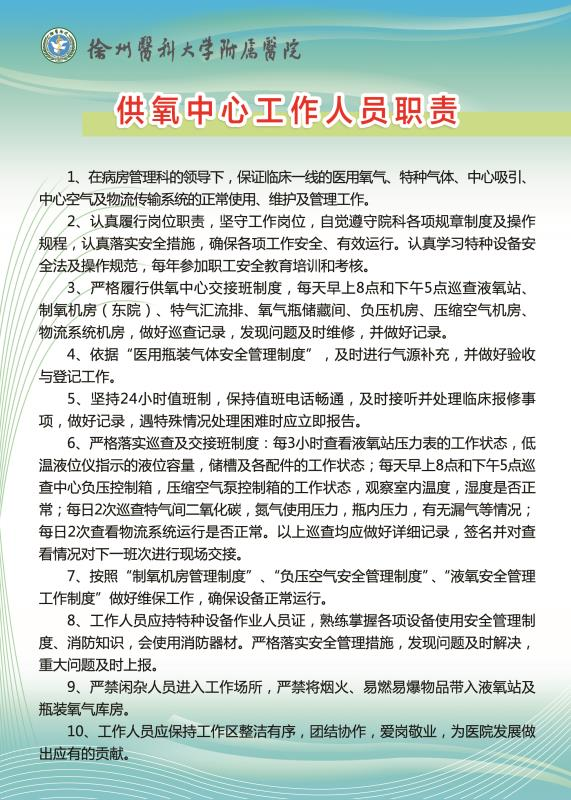 徐州醫科大学附属醫院
供氧中心工作人员职责
1、在病房管理科的领导下，保证临床一线的医用氧气、特种气体、中心吸引、
中心空气及物流传输系统的正常使用、维护及管理工作。
2、认真履行岗位职责，坚守工作岗位，自觉遵守院科各项规章制度及操作
规程，认真落实安全措施，确保各项工作安全、有效运行。认真学习特种设备安
全法及操作规范，每年参加职工安全教育培训和考核。
3、严格履行供氧中心交接班制度，每天早上8点和下午5点巡查液氧站、
制氧机房（东院）、特气汇流排、氧气瓶储藏间、负压机房、压缩空气机房、
物流系统机房，做好巡查记录，发现问题及时维修，并做好记录。
4、依据“医用瓶装气体安全管理制度”，及时进行气源补充，并做好验收
与登记工作。
5、坚持24小时值班制，保持值班电话畅通，及时接听并处理临床报修事
项，做好记录，遇特殊情况处理困难时应立即报告。
6、严格落实巡查及交接班制度：每3小时查看液氧站压力表的工作状态，低
温液位仪指示的液位容量，储槽及各配件的工作状态；每天早上8点和下午5点巡
查中心负压控制箱，压缩空气泵控制箱的工作状态，观察室内温度，湿度是否正
常；每日2次巡查特气间二氧化碳，氮气使用压力，瓶内压力，有无漏气等情况；
每日2次查看物流系统运行是否正常。以上巡查均应做好详细记录，签名并对查
看情况对下一班次进行现场交接。
7、按照“制氧机房管理制度”、“负压空气安全管理制度”、“液氧安全管理
工作制度”做好维保工作，确保设备正常运行。
8、工作人员应持特种设备作业人员证，熟练掌握各项设备使用安全管理制
度、消防知识，会使用消防器材。严格落实安全管理措施，发现问题及时解决，
重大问题及时上报。
9、严禁闲杂人员进入工作场所，严禁将烟火、易燃易爆物品带入液氧站及
瓶装氧气库房。
10、工作人员应保持工作区整洁有序，团结协作，爱岗敬业，为医院发展做
出应有的贡献。